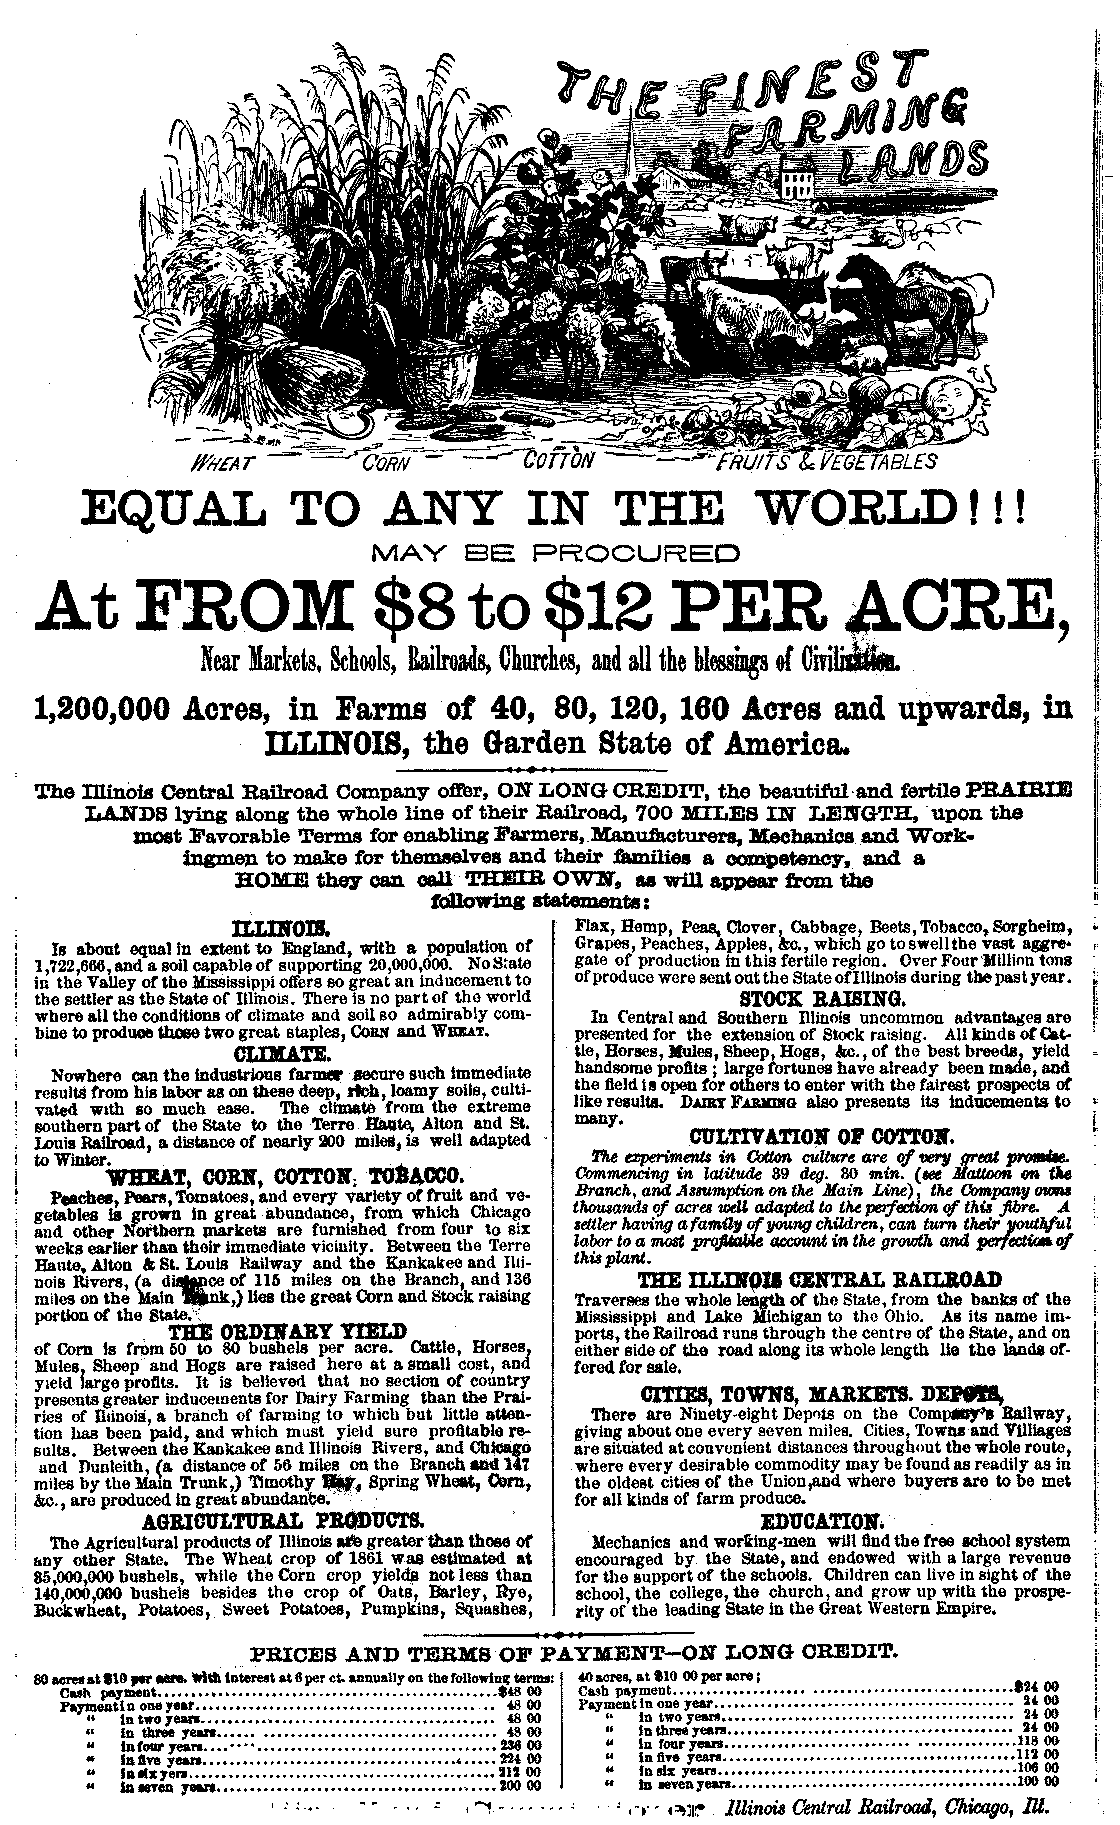 THE FINEST
FARMING
LANDS
WHEAT CORN COTTON FRUITS & VEGETABLES
EQUAL TO ANY IN THE WORLD!!!
MAY BE PROCURED
At FROM $8 to $12 PER ACRE,
Near Markets, Schools, Railroads, Churches, and all the blessings of Civilization.
1,200,000 Acres, in Farms of 40, 80, 120, 160 Acres and upwards, in
ILLINOIS, the Garden State of America.
The Illinois Central Railroad Company offer, ON LONG CREDIT, the beautiful and fertile PRAIRIE
LANDS lying along the whole line of their Railroad, 700 MILES IN LENGTH, upon the
most Favorable Terms for enabling Farmers, Manufacturers, Mechanics and Work-
ingmen to make for themselves and their families a competency, and a
HOME they can call THEIR OWN, as will appear from the
following statements:
ILLINOIS.
Is about equal in extent to England, with a population of
1,722,666, and a soil capable of supporting 20,000,000. No State
in the Valley of the Mississippi offers so great an inducement to
the settler as the State of Illinois. There is no part of the world
where all the conditions of climate and soil so admirably com-
bine to produce those two great staples, CORN and WHEAT.
CLIMATE.
Nowhere can the industrious farmer secure such immediate
results from his labor as on these deep, rich, loamy soils, culti-
vated with so much ease. The climate from the extreme
southern part of the State to the Terre Haute, Alton and St.
Louis Railroad, a distance of nearly 200 miles, is well adapted
to Winter.
WHEAT, CORN, COTTON, TOBACCO.
Peaches, Pears, Tomatoes, and every variety of fruit and ve-
getables is grown in great abundance, from which Chicago
and other Northern markets are furnished from four to six
weeks earlier than their immediate vicinity. Between the Terre
Haute, Alton & St. Louis Railway and the Kankakee and Illi-
nois Rivers, (a distance of 115 miles on the Branch, and 136
miles on the Main Trunk,) lies the great Corn and Stock raising
portion of the State.
THE ORDINARY YIELD
of Corn is from 50 to 80 bushels per acre. Cattle, Horses,
Mules, Sheep and Hogs are raised here at a small cost, and
yield large profits. It is believed that no section of country
presents greater inducements for Dairy Farming than the Prai-
ries of Illinois, a branch of farming to which but little atten-
tion has been paid, and which must yield sure profitable re-
sults. Between the Kankakee and Illinois Rivers, and Chicago
and Dunleith, (a distance of 56 miles on the Branch and 147
miles by the Main Trunk,) Timothy Hay, Spring Wheat, Corn,
&c., are produced in great abundance.
AGRICULTURAL PRODUCTS.
The Agricultural products of Illinois are greater than those of
any other State. The Wheat crop of 1861 was estimated at
35,000,000 bushels, while the Corn crop yields not less than
140,000,000 bushels besides the crop of Oats, Barley, Rye,
Buckwheat, Potatoes, Sweet Potatoes, Pumpkins, Squashes,
Flax, Hemp, Peas, Clover, Cabbage, Beets, Tobacco, Sorgheim,
Grapes, Peaches, Apples, &c., which go to swell the vast aggre-
gate of production in this fertile region. Over Four Million tons
of produce were sent out the State of Illinois during the past year.
STOCK RAISING.
In Central and Southern Illinois uncommon advantages are
presented for the extension of Stock raising. All kinds of Cat-
tle, Horses, Mules, Sheep, Hogs, &c., of the best breeds, yield
handsome profits; large fortunes have already been made, and
the field is open for others to enter with the fairest prospects of
like results. DAIRY FARMING also presents its inducements to
many.
CULTIVATION OF COTTON.
The experiments in Cotton culture are of very great promise.
Commencing in latitude 39 deg. 30 min. (see Mattoon on the
Branch, and Assumption on the Main Line), the Company owns
thousands of acres well adapted to the perfection of this fibre. A
settler having a family of young children, can turn their youthful
labor to a most profitable account in the growth and perfection of
this plant.
THE ILLINOIS CENTRAL RAILROAD
Traverses the whole length of the State, from the banks of the
Mississippi and Lake Michigan to the Ohio. As its name im-
ports, the Railroad runs through the centre of the State, and on
either side of the road along its whole length lie the lands of-
fered for sale.
CITIES, TOWNS, MARKETS. DEPOTS,
There are Ninety-eight Depots on the Company's Railway,
giving about one every seven miles. Cities, Towns and Villiages
are situated at convenient distances throughout the whole route,
where every desirable commodity may be found as readily as in
the oldest cities of the Union,and where buyers are to be met
for all kinds of farm produce.
EDUCATION.
Mechanics and working-men will find the free school system
encouraged by the State, and endowed with a large revenue
for the support of the schools. Children can live in sight of the
school, the college, the church, and grow up with the prospe-
rity of the leading State in the Great Western Empire.
PRICES AND TERMS OF PAYMENT—ON LONG CREDIT.
80 acres at $10 per acre. with interest at 6 per ct. annually on the following terms:
Cash payment $48 00
Payment in one year 48 00
" in two years 48 00
" in three years 48 00
" in four years 236 00
" in five years 224 00
" in six yers 212 00
" in seven years 200 00
40 acres, at $10 00 per acre;
Cash payment $24 00
Payment in one year 24 00
" in two years 24 00
" in three years 24 00
" in four years 118 00
" in five years 112 00
" in six years 106 00
" in seven years 100 00
Illinois Central Railroad, Chicago, Ill.